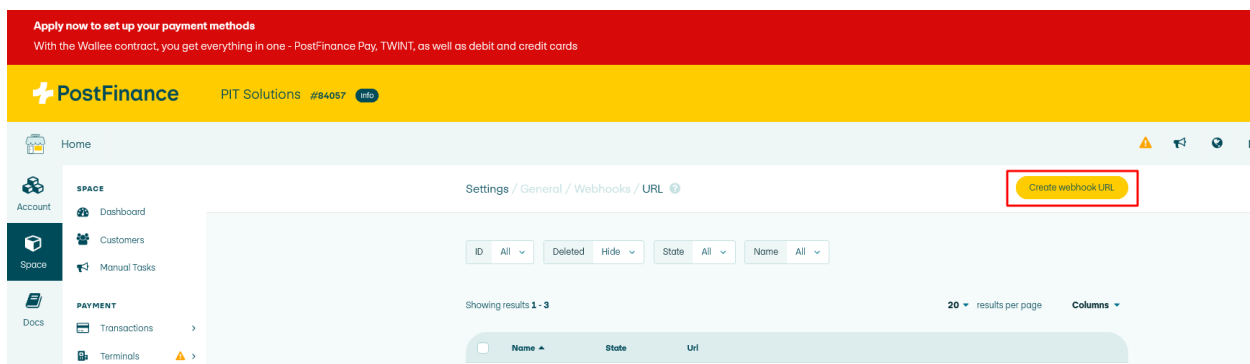 Apply now to set up your payment methods
With the Wallee contract, you get everything in one - PostFinance Pay, TWINT, as well as debit and credit cards
PostFinance PIT Solutions #84057 Info
Home
Account
Space
Docs
SPACE
Dashboard
Customers
Manual Tasks
PAYMENT
Transactions
Terminals
Settings / General / Webhooks / URL
Create webhook URL
ID All Deleted Hide State All Name All
Showing results 1 - 3 20 results per page Columns
Name State Url